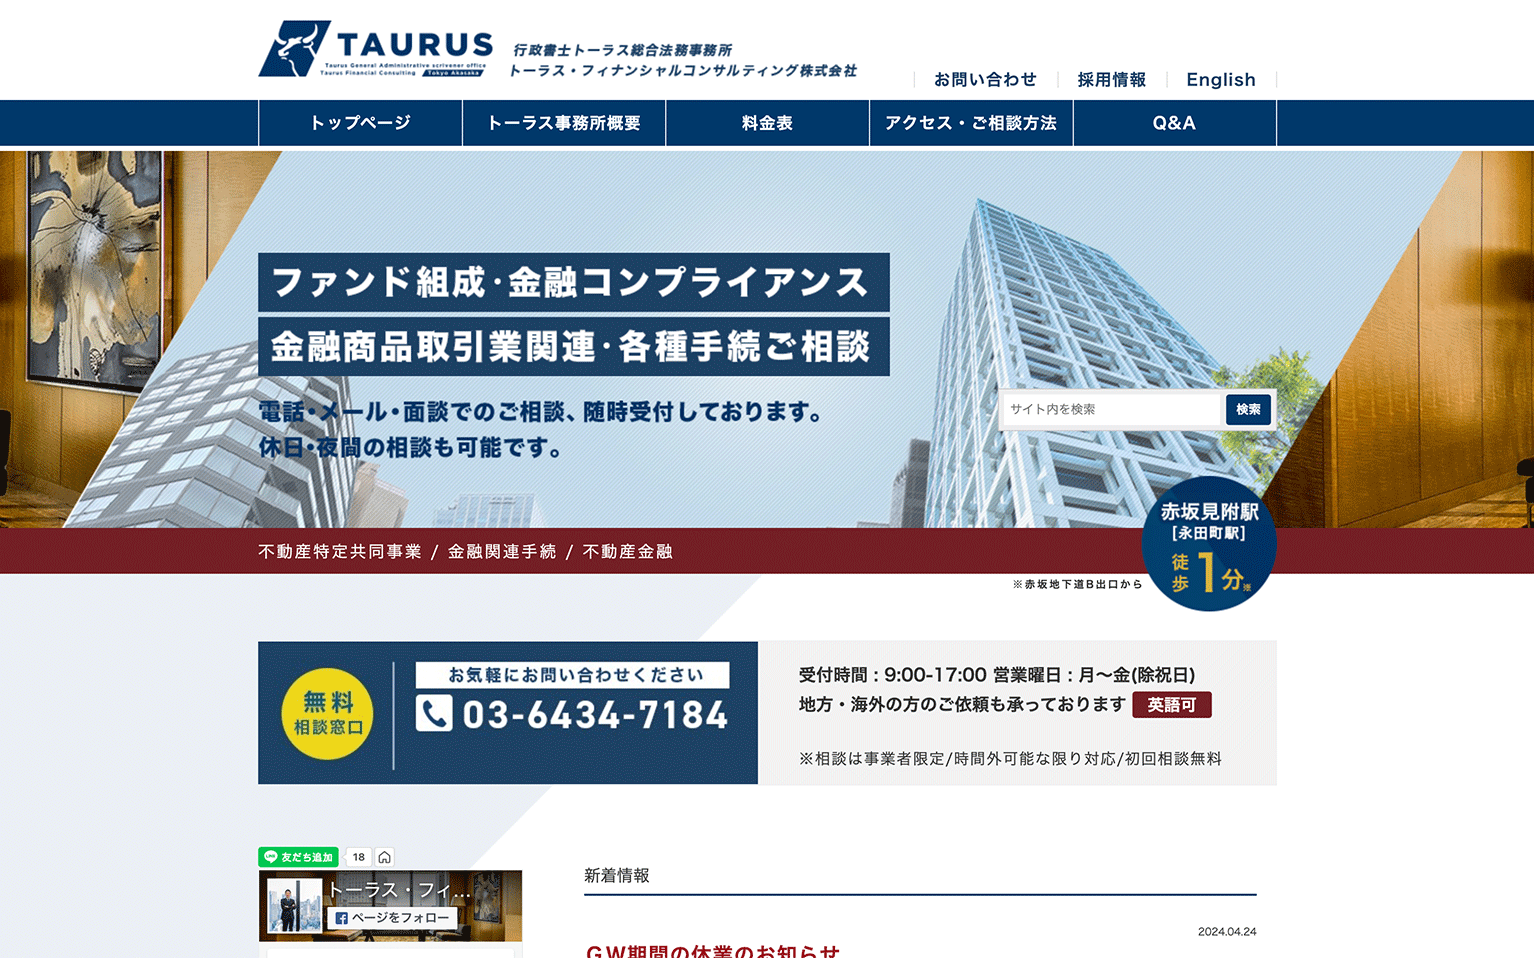 TAURUS
Taurus General Administrative scrivener office
Taurus Financial Consulting Tokyo Akasaka
行政書士トーラス総合法務事務所
トーラス・フィナンシャルコンサルティング株式会社
お問い合わせ 採用情報 English
トップページ トーラス事務所概要 料金表 アクセス・ご相談方法 Q&A
ファンド組成・金融コンプライアンス
金融商品取引業関連・各種手続ご相談
電話・メール・面談でのご相談、随時受付しております。
休日・夜間の相談も可能です。
サイト内を検索 検索
赤坂見附駅
[永田町駅]
徒歩1分※
不動産特定共同事業 / 金融関連手続 / 不動産金融
※赤坂地下道B出口から
無料
相談窓口
お気軽にお問い合わせください
03-6434-7184
受付時間 : 9:00-17:00 営業曜日 : 月〜金(除祝日)
地方・海外の方のご依頼も承っております 英語可
※相談は事業者限定/時間外可能な限り対応/初回相談無料
LINE 友だち追加 18
トーラス・フィ...
ページをフォロー
新着情報
2024.04.24
GW期間の休業のお知らせ